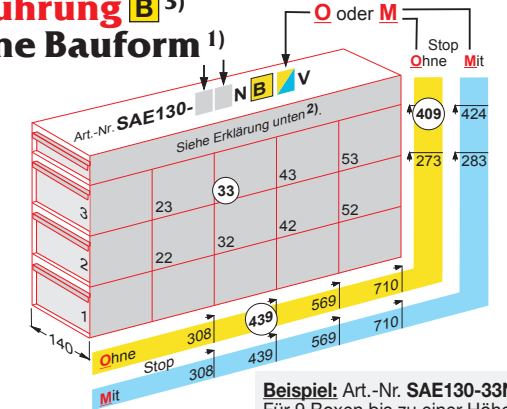 ührung B 3)
ne Bauform 1)
O oder M
Stop
Ohne Mit
Art.-Nr. SAE130- N B V
Siehe Erklärung unten 2).
409 424
273 283
3 23 33 43 53
2 22 32 42 52
1
140
Ohne 308 439 569 710
Stop
Mit 308 439 569 710
Beispiel: Art.-Nr. SAE130-33N
Für 9 Boxen bis zu einer Höhe